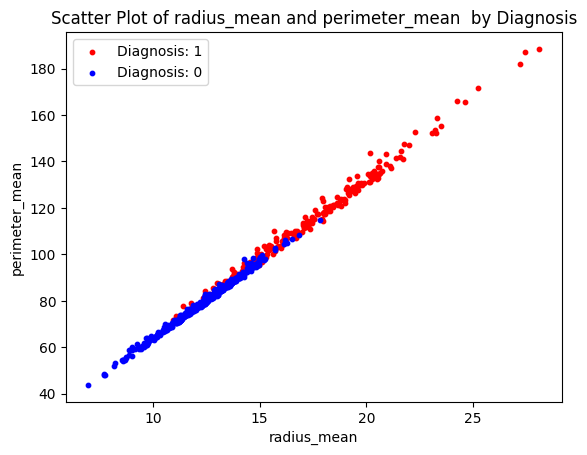 Scatter Plot of radius_mean and perimeter_mean  by Diagnosis
Diagnosis: 1
Diagnosis: 0
perimeter_mean
180
160
140
120
100
80
60
40
10
15
20
25
radius_mean